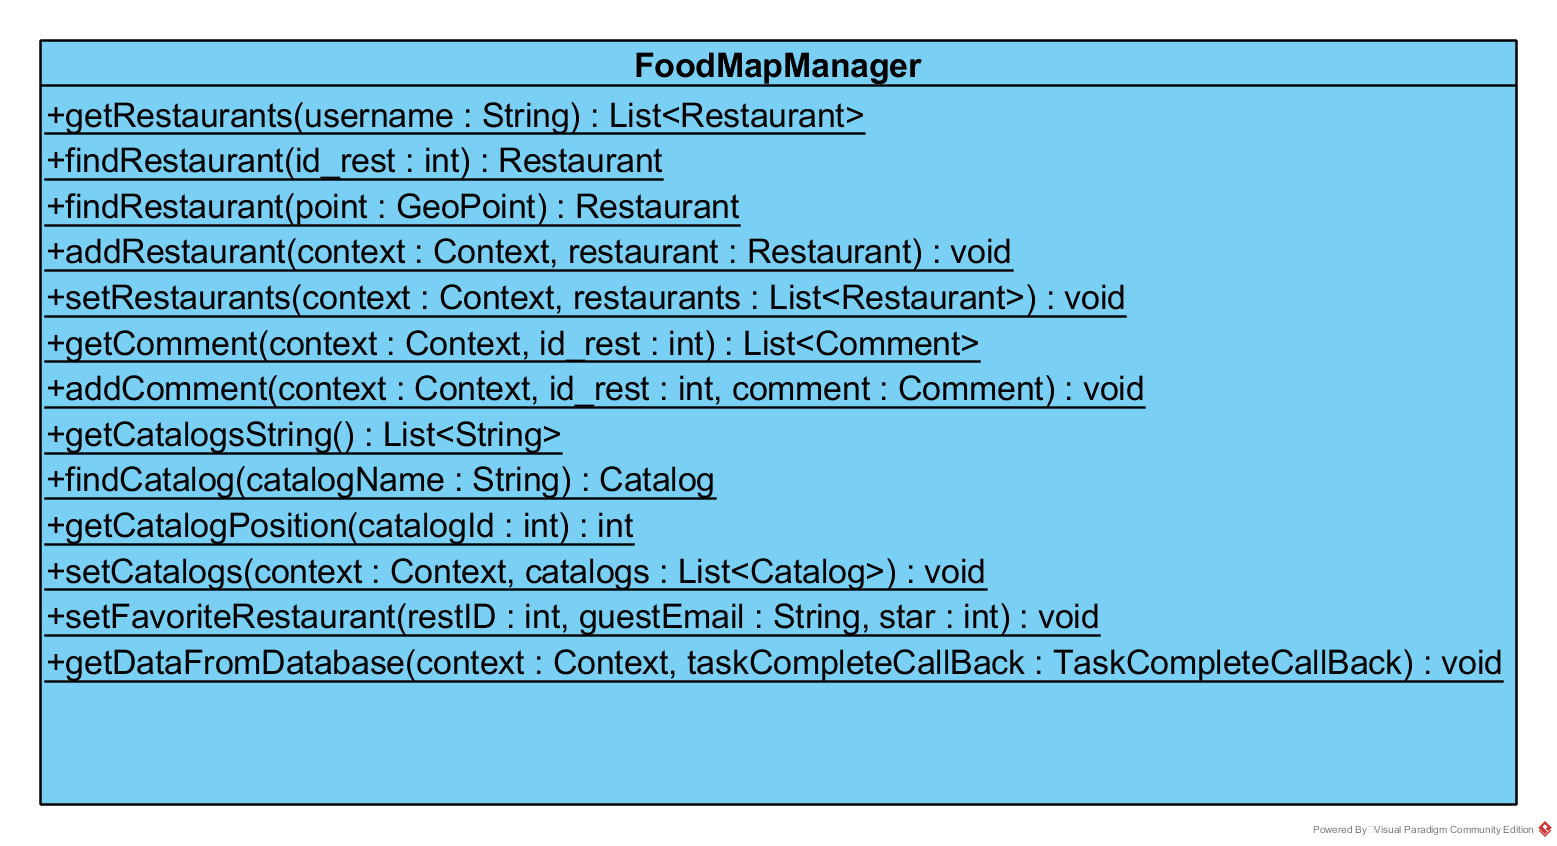 FoodMapManager
+getRestaurants(username : String) : List<Restaurant>
+findRestaurant(id_rest : int) : Restaurant
+findRestaurant(point : GeoPoint) : Restaurant
+addRestaurant(context : Context, restaurant : Restaurant) : void
+setRestaurants(context : Context, restaurants : List<Restaurant>) : void
+getComment(context : Context, id_rest : int) : List<Comment>
+addComment(context : Context, id_rest : int, comment : Comment) : void
+getCatalogsString() : List<String>
+findCatalog(catalogName : String) : Catalog
+getCatalogPosition(catalogId : int) : int
+setCatalogs(context : Context, catalogs : List<Catalog>) : void
+setFavoriteRestaurant(restID : int, guestEmail : String, star : int) : void
+getDataFromDatabase(context : Context, taskCompleteCallBack : TaskCompleteCallBack) : void
Powered By Visual Paradigm Community Edition